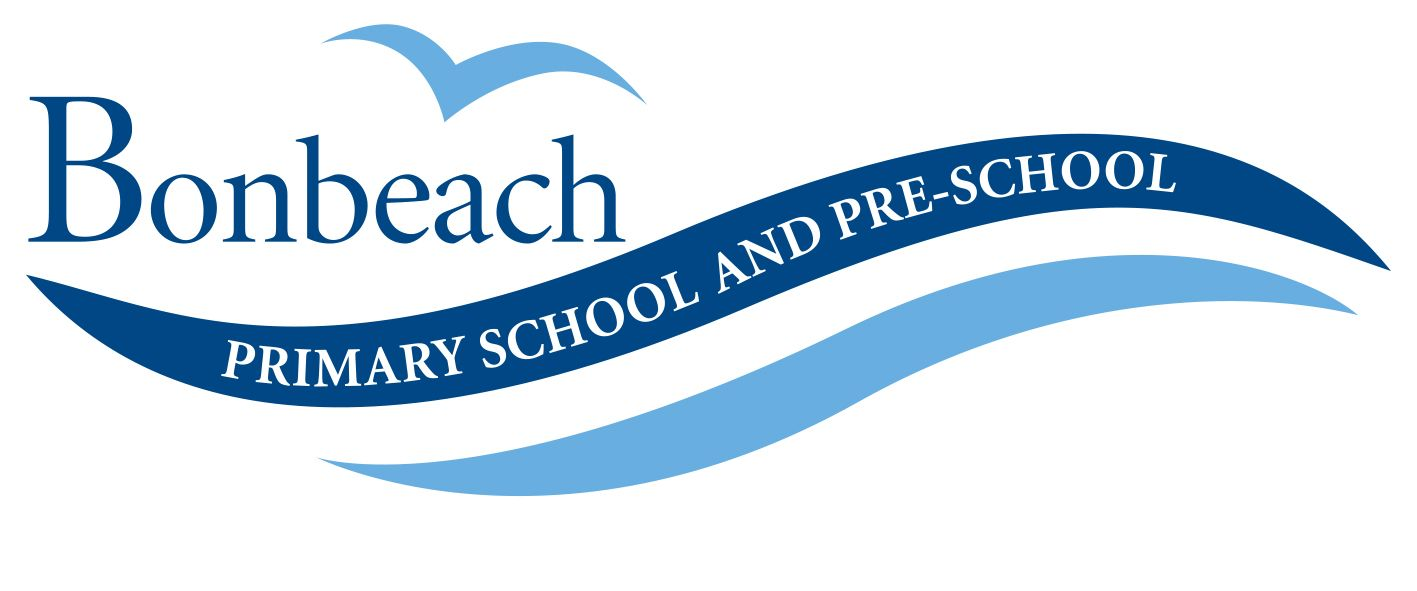 Bonbeach
PRIMARY SCHOOL AND PRE-SCHOOL